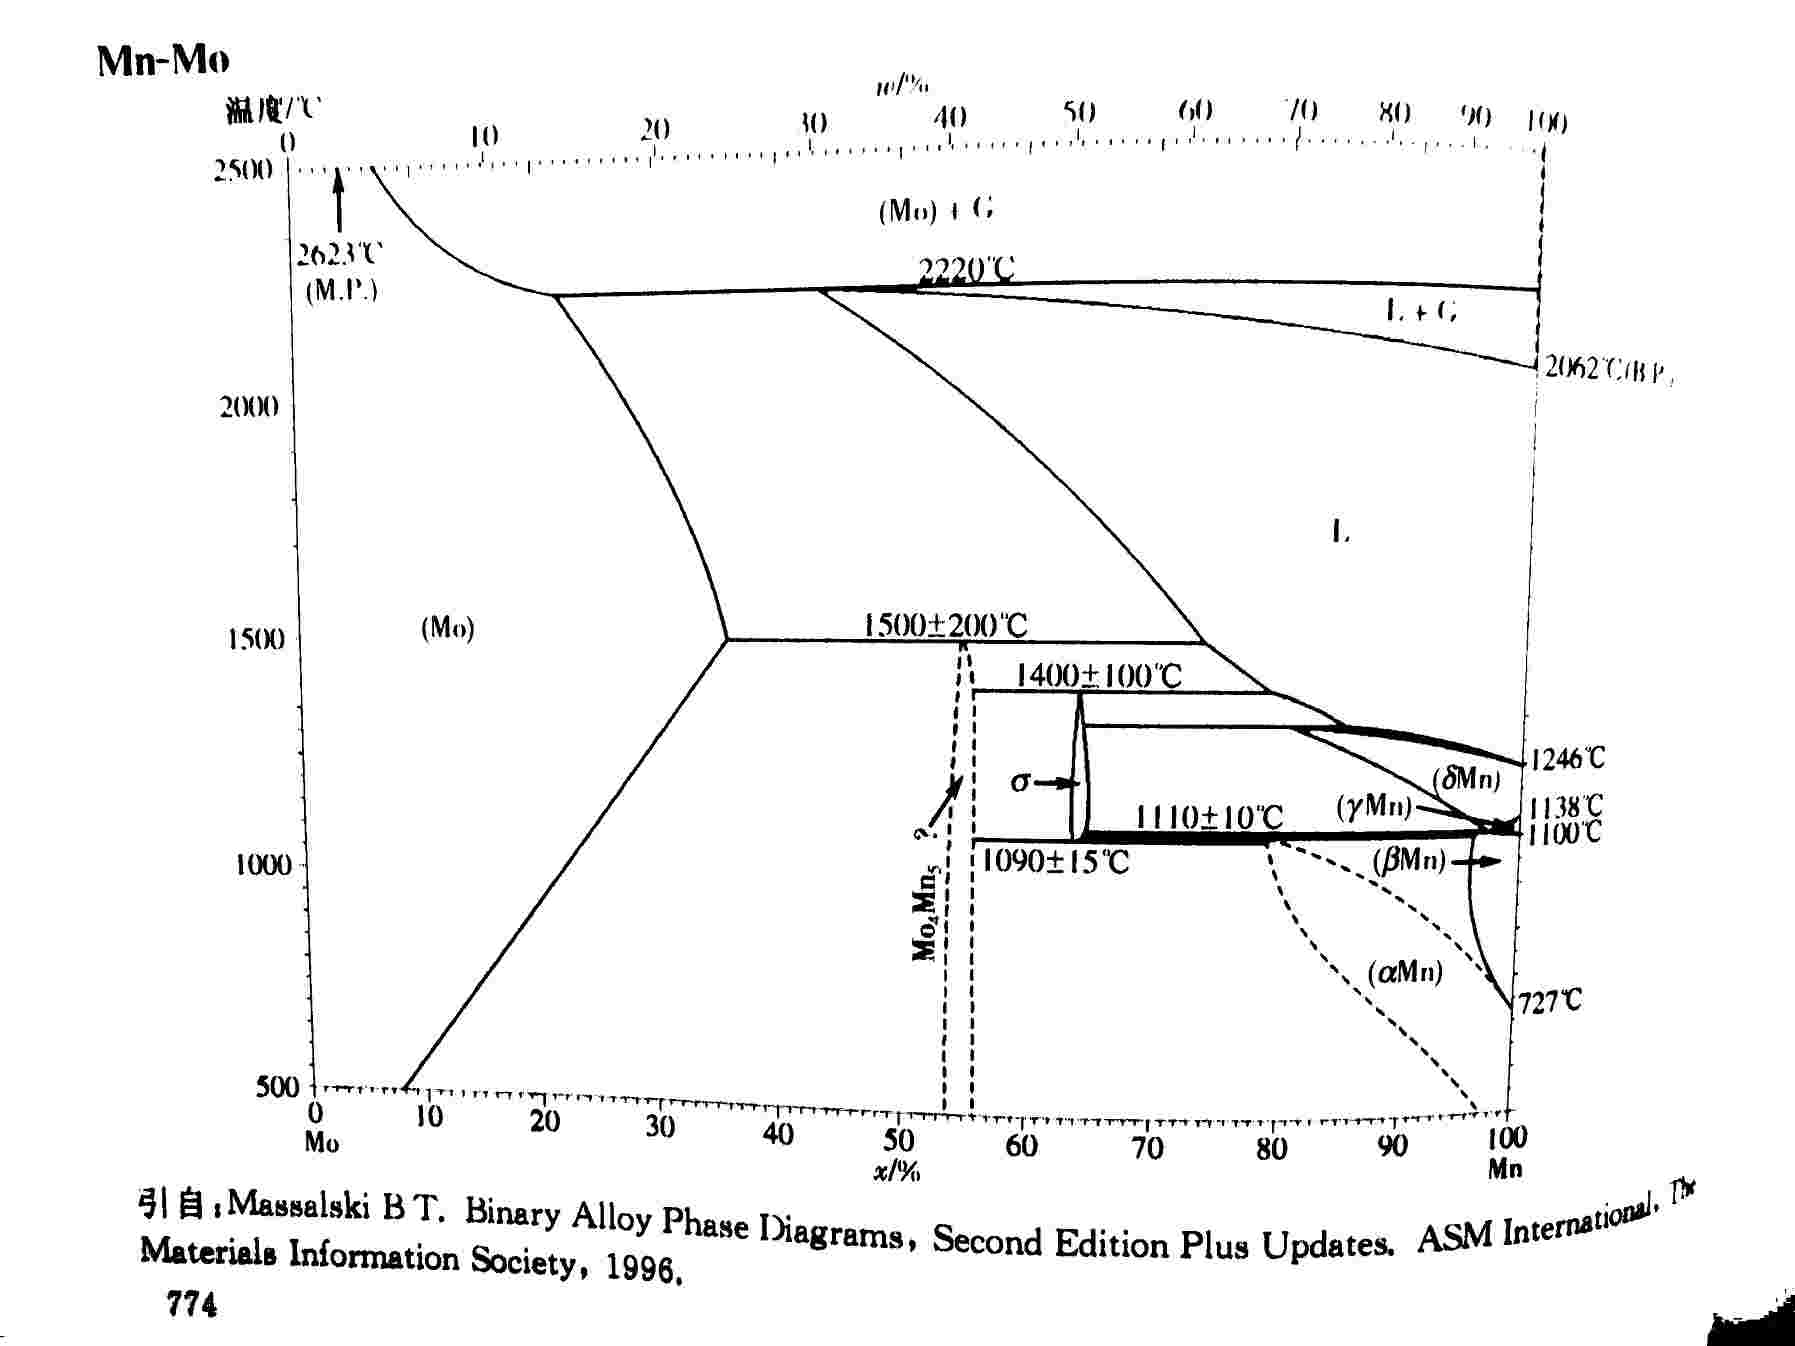 Mn-Mo
温度/℃
w/%
0 10 20 30 40 50 60 70 80 90 100
2500
(Mo) + G
2623℃
(M.P.)
2220℃
L + G
2062℃(B.P.)
2000
L
(Mo)
1500±200℃
1500
1400±100℃
1246℃
(δMn)
σ
(γMn)
1138℃
1110±10℃
1100℃
1090±15℃
(βMn)
1000
Mo₄Mn₅ ?
(αMn)
727℃
500
0 10 20 30 40 50 60 70 80 90 100
Mo
x/%
Mn
引自:Massalski B T. Binary Alloy Phase Diagrams, Second Edition Plus Updates. ASM International, The
Materials Information Society, 1996.
774